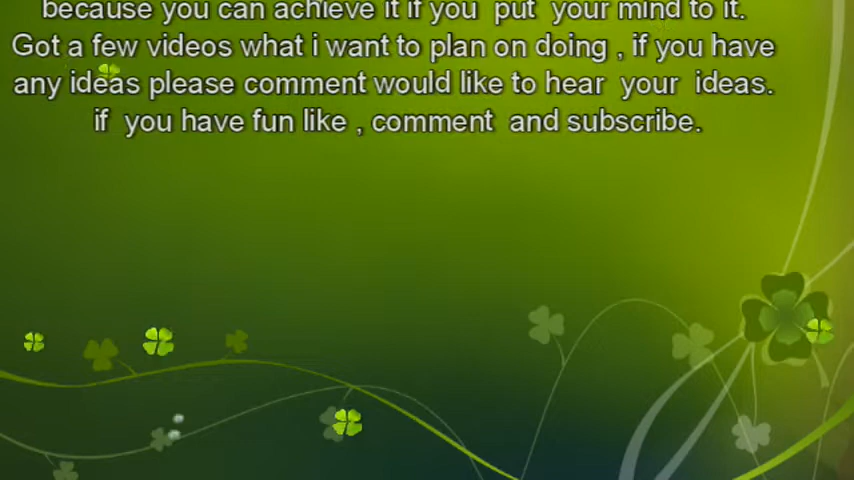 because you can achieve it if you put your mind to it.
Got a few videos what i want to plan on doing , if you have
any ideas please comment would like to hear your ideas.
if you have fun like , comment and subscribe.